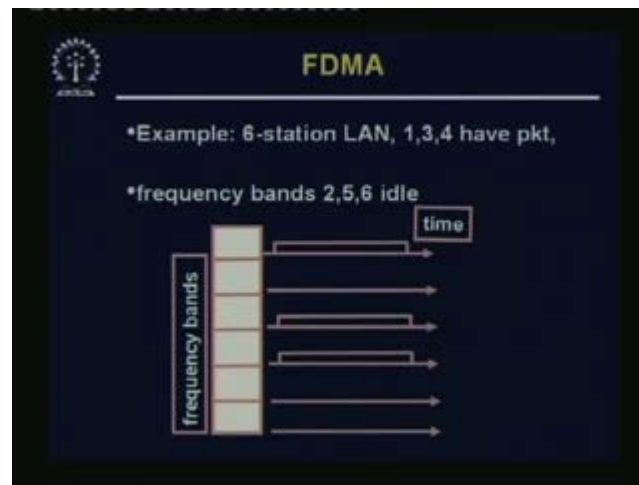 FDMA
•Example: 6-station LAN, 1,3,4 have pkt,
•frequency bands 2,5,6 idle
time
frequency bands